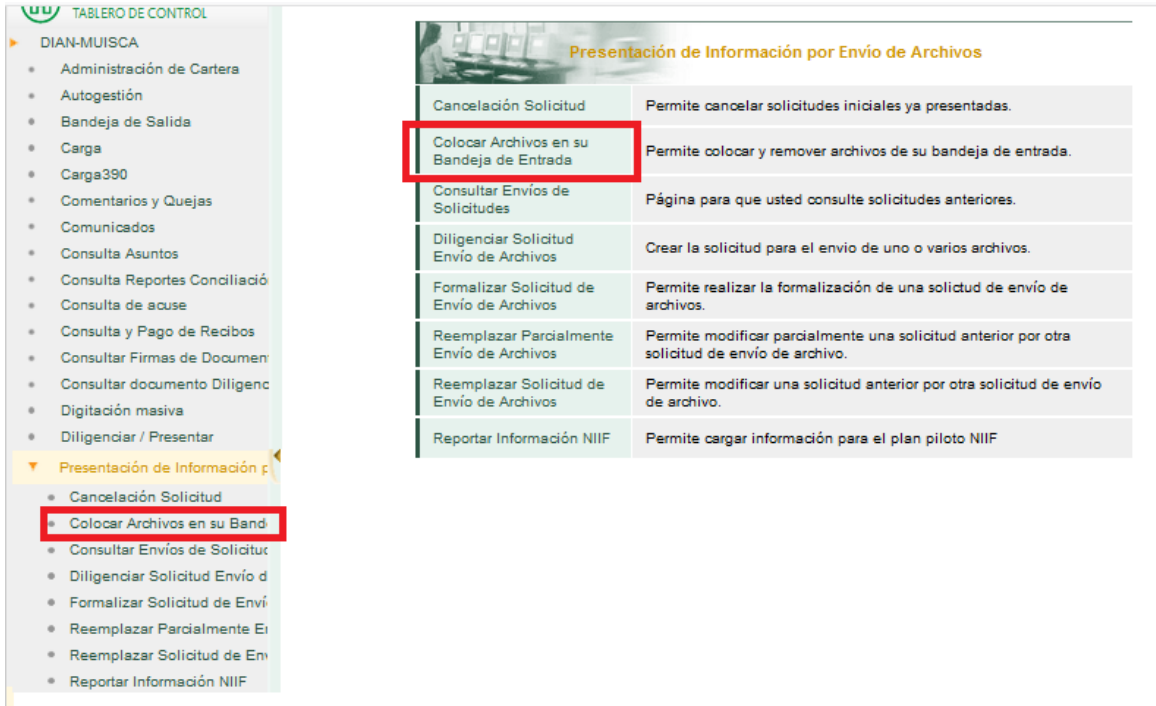 TABLERO DE CONTROL
DIAN-MUISCA
Administración de Cartera
Autogestión
Bandeja de Salida
Carga
Carga390
Comentarios y Quejas
Comunicados
Consulta Asuntos
Consulta Reportes Conciliació
Consulta de acuse
Consulta y Pago de Recibos
Consultar Firmas de Documen
Consultar documento Diligenc
Digitación masiva
Diligenciar / Presentar
Presentación de Información p
Cancelación Solicitud
Colocar Archivos en su Band
Consultar Envíos de Solicitud
Diligenciar Solicitud Envío d
Formalizar Solicitud de Enví
Reemplazar Parcialmente En
Reemplazar Solicitud de Env
Reportar Información NIIF
Presentación de Información por Envío de Archivos
Cancelación Solicitud
Permite cancelar solicitudes iniciales ya presentadas.
Colocar Archivos en su
Bandeja de Entrada
Permite colocar y remover archivos de su bandeja de entrada.
Consultar Envíos de
Solicitudes
Página para que usted consulte solicitudes anteriores.
Diligenciar Solicitud
Envío de Archivos
Crear la solicitud para el envio de uno o varios archivos.
Formalizar Solicitud de
Envío de Archivos
Permite realizar la formalización de una solictud de envío de
archivos.
Reemplazar Parcialmente
Envío de Archivos
Permite modificar parcialmente una solicitud anterior por otra
solicitud de envío de archivo.
Reemplazar Solicitud de
Envío de Archivos
Permite modificar una solicitud anterior por otra solicitud de envío
de archivo.
Reportar Información NIIF
Permite cargar información para el plan piloto NIIF